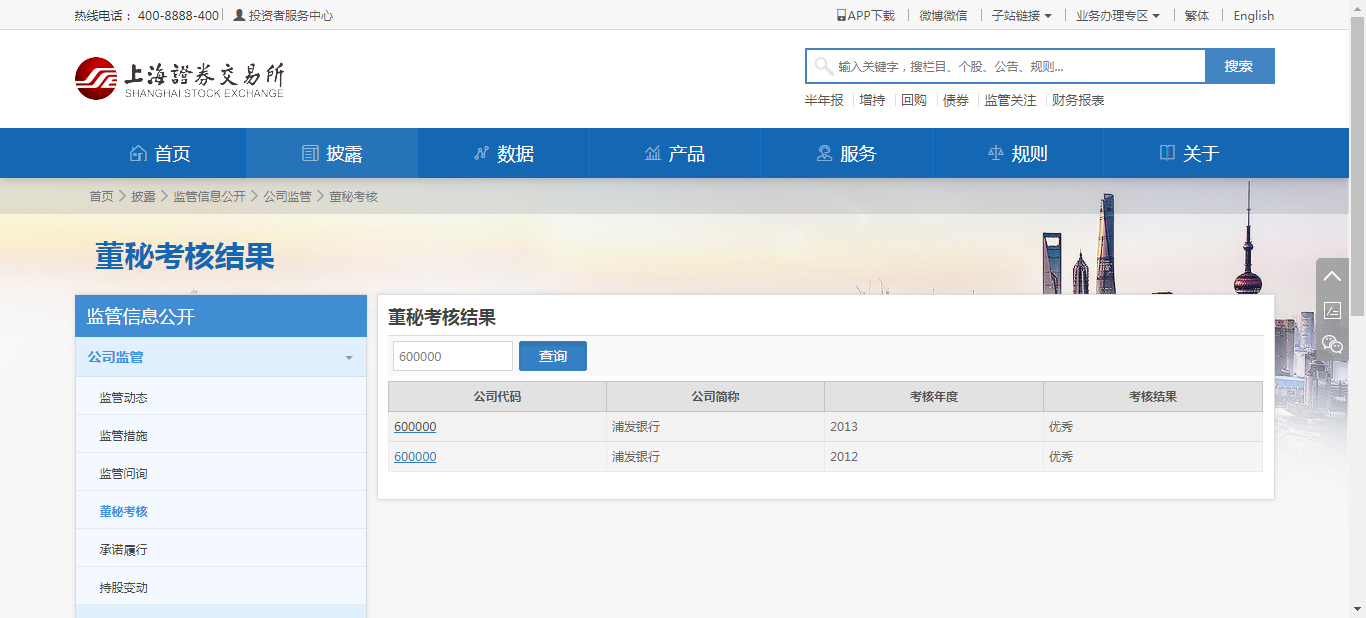 热线电话： 400-8888-400 投资者服务中心 APP下载 微博微信 子站链接 业务办理专区 繁体 English
上海證券交易所
SHANGHAI STOCK EXCHANGE
输入关键字，搜栏目、个股、公告、规则... 搜索
半年报 增持 回购 债券 监管关注 财务报表
首页 披露 数据 产品 服务 规则 关于
首页 > 披露 > 监管信息公开 > 公司监管 > 董秘考核
董秘考核结果
监管信息公开
公司监管
监管动态
监管措施
监管问询
董秘考核
承诺履行
持股变动
董秘考核结果
600000 查询
公司代码 公司简称 考核年度 考核结果
600000 浦发银行 2013 优秀
600000 浦发银行 2012 优秀